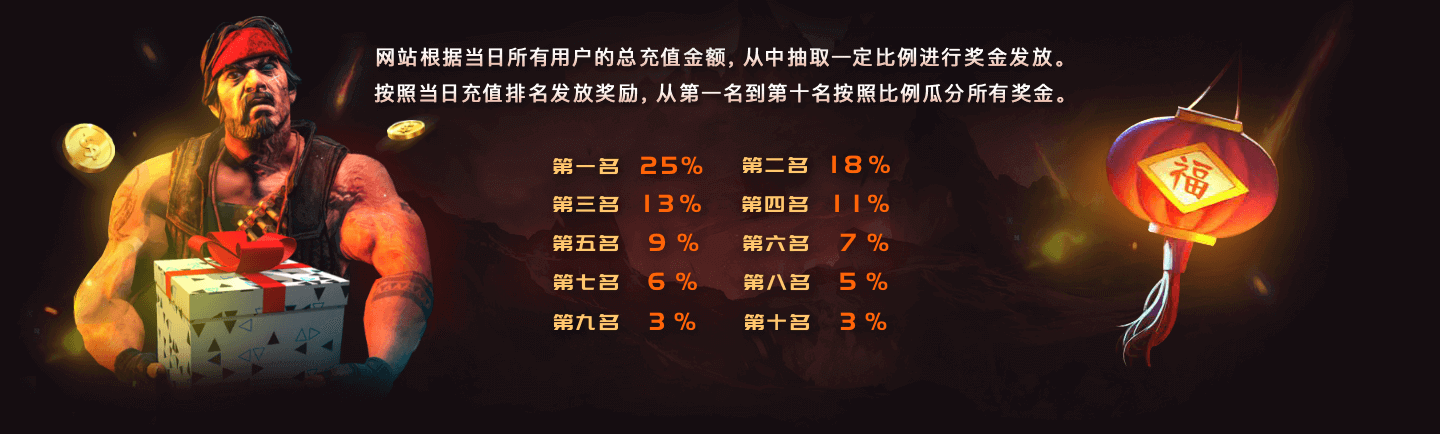 网站根据当日所有用户的总充值金额, 从中抽取一定比例进行奖金发放。
按照当日充值排名发放奖励, 从第一名到第十名按照比例瓜分所有奖金。
第一名 25% 第二名 18%
第三名 13% 第四名 11%
第五名 9 % 第六名 7 %
第七名 6 % 第八名 5 %
第九名 3 % 第十名 3 %
福